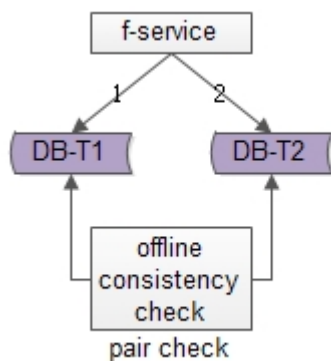 f-service
1
2
DB-T1
DB-T2
offline
consistency
check
pair check